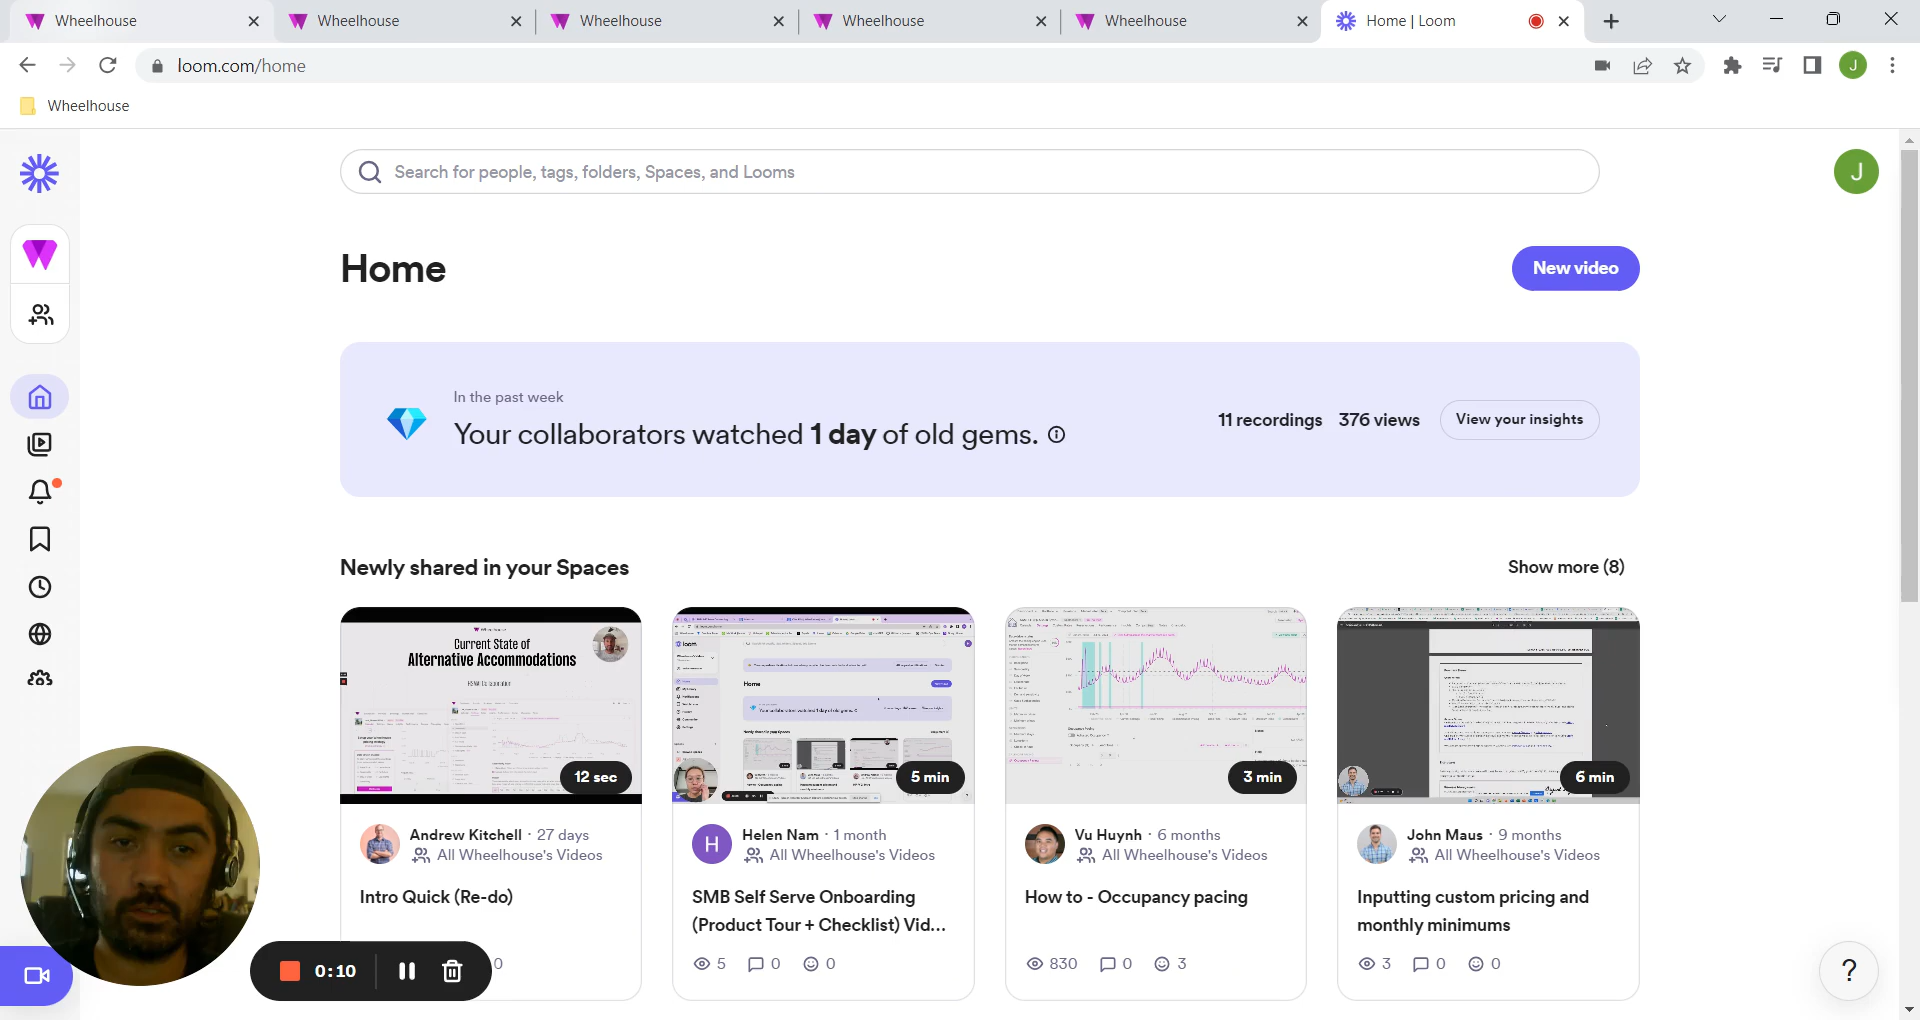 Wheelhouse
Wheelhouse
Wheelhouse
Wheelhouse
Wheelhouse
Home | Loom
loom.com/home
J
Wheelhouse
Search for people, tags, folders, Spaces, and Looms
J
Home
New video
In the past week
Your collaborators watched 1 day of old gems.
11 recordings 376 views
View your insights
Newly shared in your Spaces
Show more (8)
Current State of
Alternative Accommodations
12 sec
loom
Home
5 min
3 min
6 min
Andrew Kitchell · 27 days
All Wheelhouse's Videos
Intro Quick (Re-do)
0
H
Helen Nam · 1 month
All Wheelhouse's Videos
SMB Self Serve Onboarding
(Product Tour + Checklist) Vid...
5 0 0
Vu Huynh · 6 months
All Wheelhouse's Videos
How to - Occupancy pacing
830 0 3
John Maus · 9 months
All Wheelhouse's Videos
Inputting custom pricing and
monthly minimums
3 0 0
0:10
?